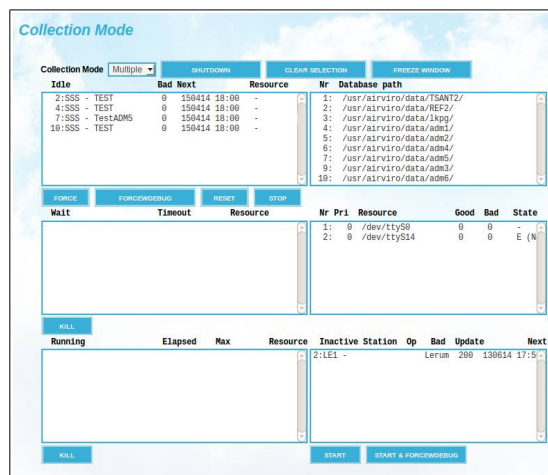 Collection Mode
Collection Mode Multiple SHUTDOWN CLEAR SELECTION FREEZE WINDOW
Idle Bad Next Resource
2:SSS - TEST 0 150414 18:00 -
4:SSS - TEST 0 150414 18:00 -
7:SSS - TestADM5 0 150414 18:00 -
10:SSS - TEST 0 150414 18:00 -
Nr Database path
1: /usr/airviro/data/TSANT2/
2: /usr/airviro/data/REF2/
3: /usr/airviro/data/lkpg/
4: /usr/airviro/data/adm1/
5: /usr/airviro/data/adm2/
6: /usr/airviro/data/adm4/
7: /usr/airviro/data/adm5/
9: /usr/airviro/data/adm3/
10: /usr/airviro/data/adm6/
FORCE FORCEWDEBUG RESET STOP
Wait Timeout Resource
Nr Pri Resource Good Bad State
1: 0 /dev/ttyS0 0 0 -
2: 0 /dev/ttyS14 0 0 E (N
KILL
Running Elapsed Max Resource
Inactive Station Op Bad Update Next
2:LE1 - Lerum 200 130614 17:5
KILL START START & FORCEWDEBUG